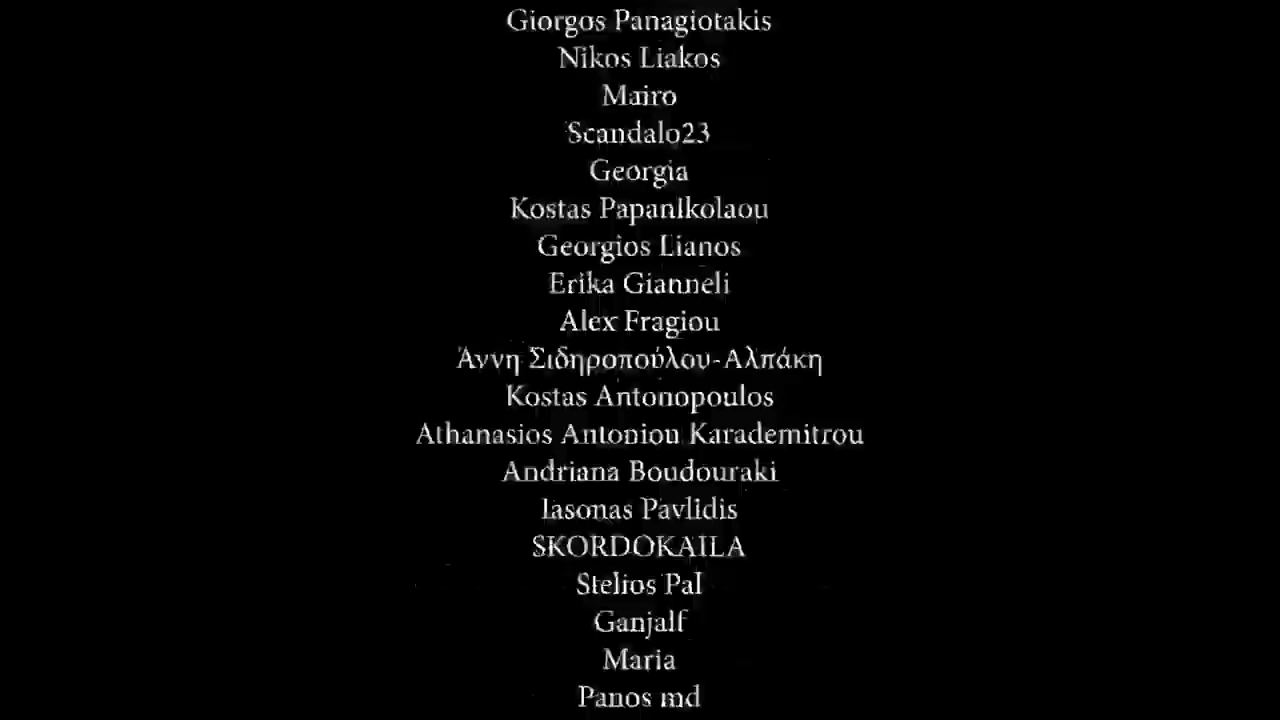 Giorgos Panagiotakis
Nikos Liakos
Mairo
Scandalo23
Georgia
Kostas PapanIkolaou
Georgios Lianos
Erika Gianneli
Alex Fragiou
Άννη Σιδηροπούλου-Αλπάκη
Kostas Antonopoulos
Athanasios Antoniou Karademitrou
Andriana Boudouraki
Iasonas Pavlidis
SKORDOKAILA
Stelios Pal
Ganjalf
Maria
Panos md